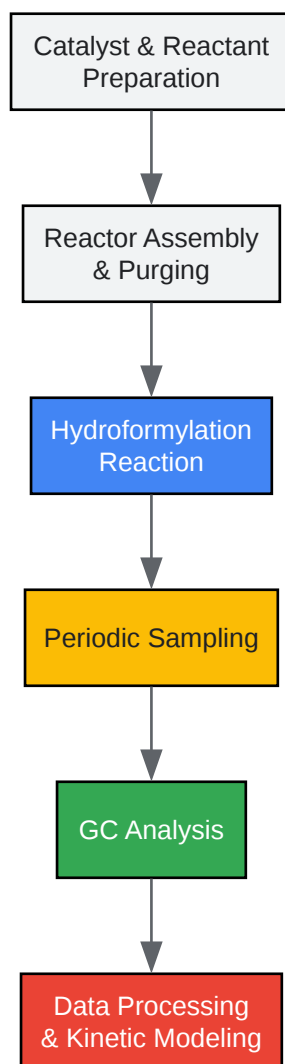 Catalyst & Reactant
Preparation
Reactor Assembly
& Purging
Hydroformylation
Reaction
Periodic Sampling
GC Analysis
Data Processing
& Kinetic Modeling